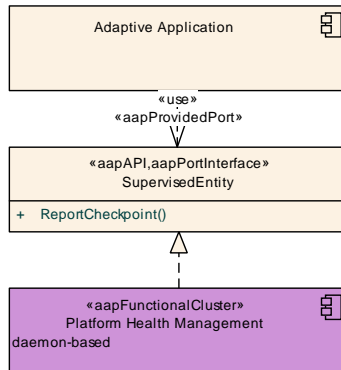 Adaptive Application
«use»
«aapProvidedPort»
«aapAPI,aapPortInterface»
SupervisedEntity
+ ReportCheckpoint()
«aapFunctionalCluster»
Platform Health Management
daemon-based